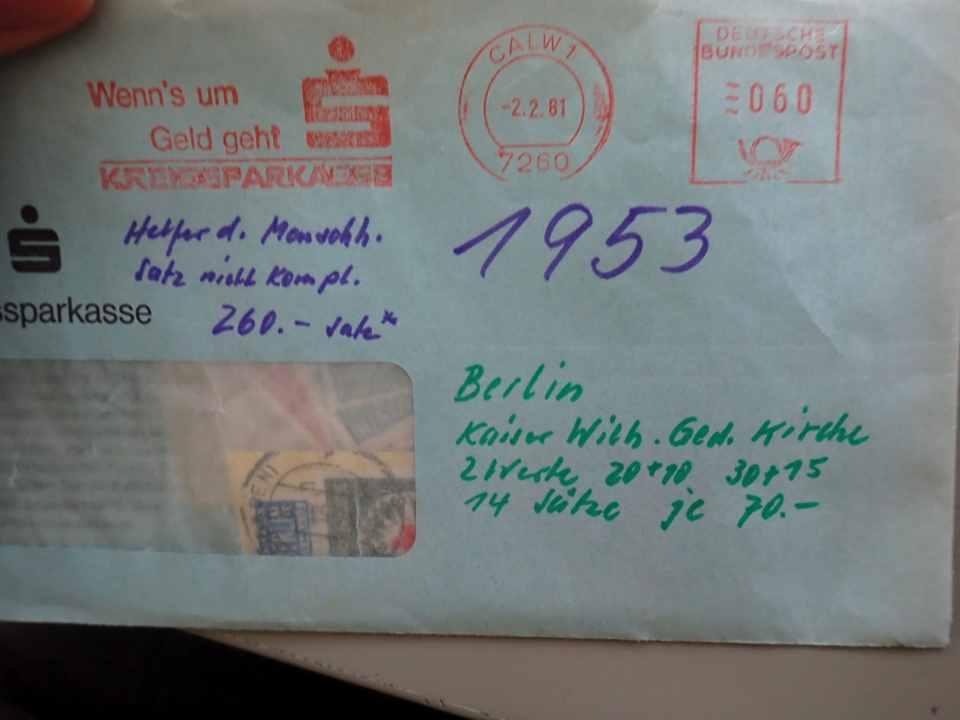 Wenn's um
Geld geht
KREISSPARKASSE
CALW 1
-2.2.81
7260
DEUTSCHE
BUNDESPOST
060
ssparkasse
Helfer d. Menschh.
Satz nicht kompl.
260.- Satz
1953
Berlin
Kaiser Wilh. Ged. Kirche
2 Werte 20+10 30+15
14 Sätze je 70.-